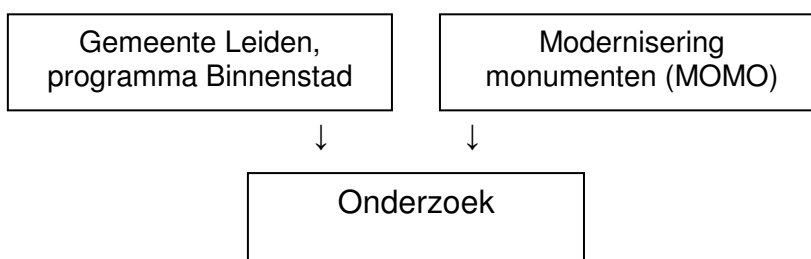 Gemeente Leiden,
programma Binnenstad
Modernisering
monumenten (MOMO)
↓ ↓
Onderzoek